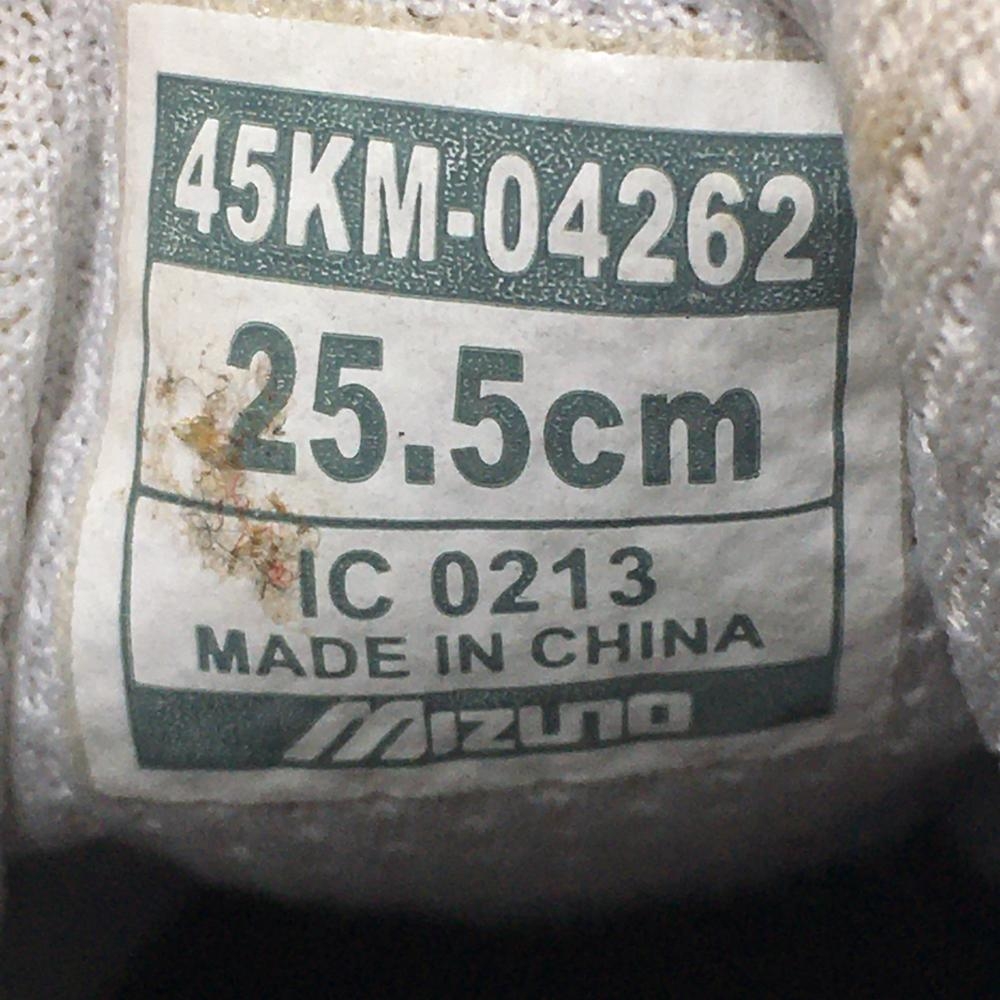 45KM-04262
25.5cm
IC 0213
MADE IN CHINA
MIZUNO